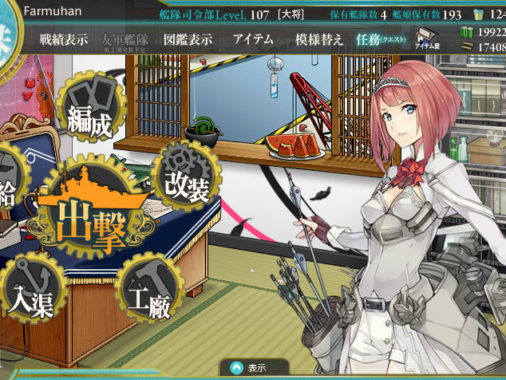 Farmuhan
艦隊司令部Level. 107 [大将]
保有艦隊数 4 艦娘保有数 193
戦績表示 友軍艦隊 図鑑表示 アイテム 模様替え 任務(クエスト) アイテム屋
19922
17408
編成
給
出撃
改装
入渠
工廠
表示